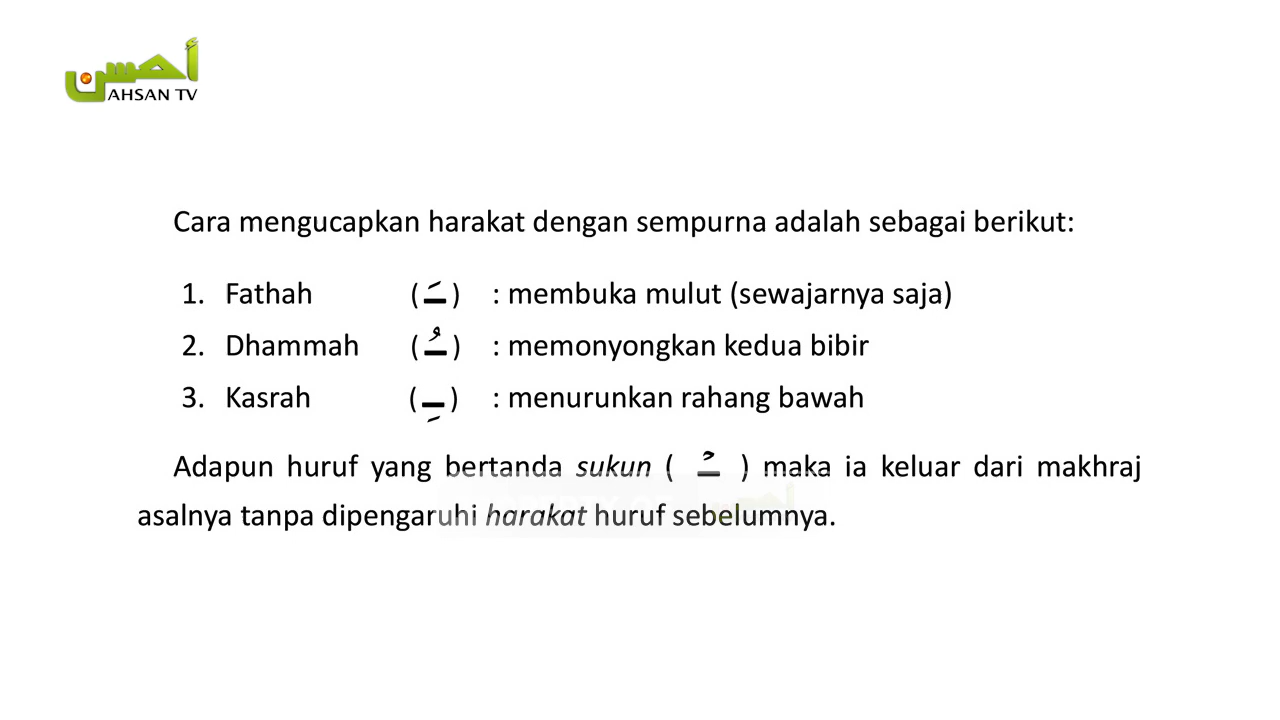 أحسن
AHSAN TV
Cara mengucapkan harakat dengan sempurna adalah sebagai berikut:
1. Fathah (ـَ) : membuka mulut (sewajarnya saja)
2. Dhammah (ـُ) : memonyongkan kedua bibir
3. Kasrah (ـِ) : menurunkan rahang bawah
Adapun huruf yang bertanda sukun ( ـْ ) maka ia keluar dari makhraj
asalnya tanpa dipengaruhi harakat huruf sebelumnya.